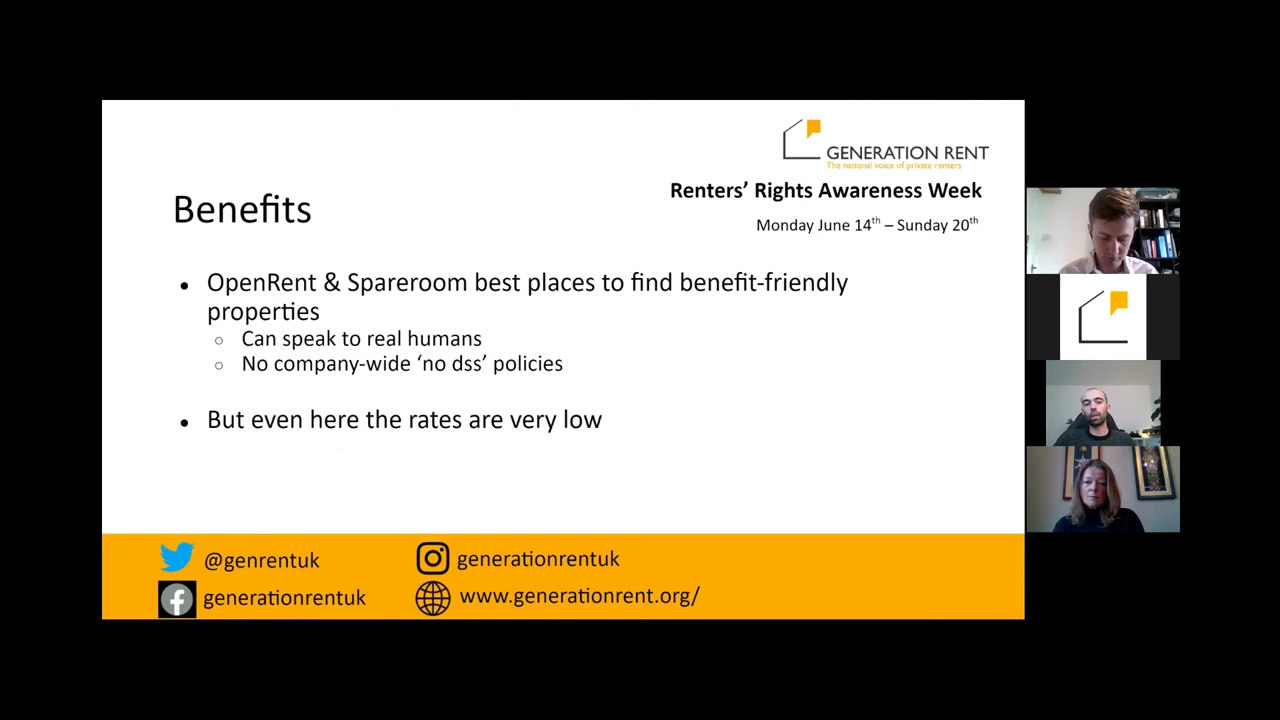 GENERATION RENT
The national voice of private renters
Renters’ Rights Awareness Week
Monday June 14th – Sunday 20th
Benefits
• OpenRent & Spareroom best places to find benefit-friendly
properties
○ Can speak to real humans
○ No company-wide ‘no dss’ policies
• But even here the rates are very low
@genrentuk
generationrentuk
generationrentuk
www.generationrent.org/